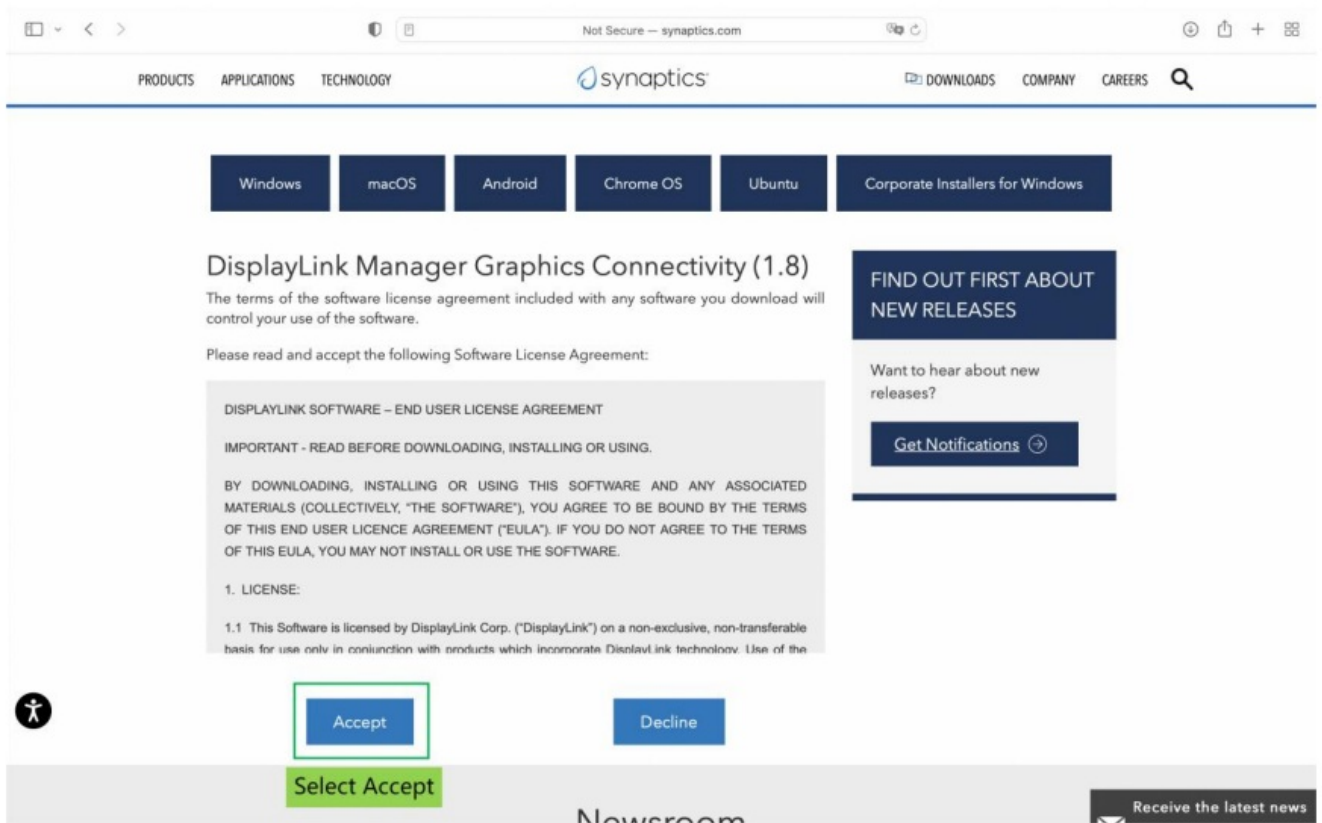 Not Secure — synaptics.com
PRODUCTS APPLICATIONS TECHNOLOGY synaptics DOWNLOADS COMPANY CAREERS
Windows macOS Android Chrome OS Ubuntu Corporate Installers for Windows
DisplayLink Manager Graphics Connectivity (1.8)
The terms of the software license agreement included with any software you download will
control your use of the software.
Please read and accept the following Software License Agreement:
DISPLAYLINK SOFTWARE – END USER LICENSE AGREEMENT
IMPORTANT - READ BEFORE DOWNLOADING, INSTALLING OR USING.
BY DOWNLOADING, INSTALLING OR USING THIS SOFTWARE AND ANY ASSOCIATED
MATERIALS (COLLECTIVELY, “THE SOFTWARE”), YOU AGREE TO BE BOUND BY THE TERMS
OF THIS END USER LICENCE AGREEMENT (“EULA”). IF YOU DO NOT AGREE TO THE TERMS
OF THIS EULA, YOU MAY NOT INSTALL OR USE THE SOFTWARE.
1. LICENSE:
1.1 This Software is licensed by DisplayLink Corp. (“DisplayLink”) on a non-exclusive, non-transferable
basis for use only in conjunction with products which incorporate DisplayLink technology. Use of the
FIND OUT FIRST ABOUT
NEW RELEASES
Want to hear about new
releases?
Get Notifications
Accept Decline
Select Accept
Newsroom
Receive the latest news